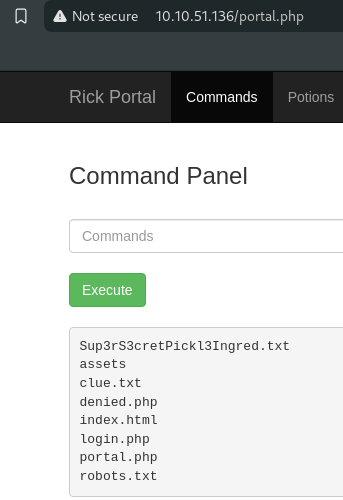 Not secure 10.10.51.136/portal.php
Rick Portal Commands Potions
Command Panel
Commands
Execute
Sup3rS3cretPickl3Ingred.txt
assets
clue.txt
denied.php
index.html
login.php
portal.php
robots.txt